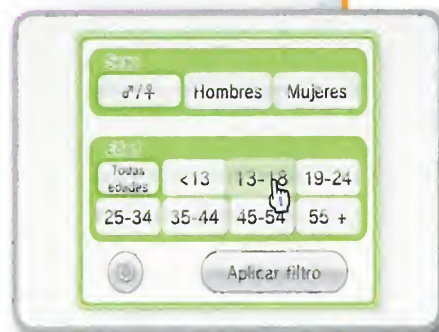 ♂/♀ Hombres Mujeres
Todas edades <13 13-18 19-24
25-34 35-44 45-54 55 +
Aplicar filtro